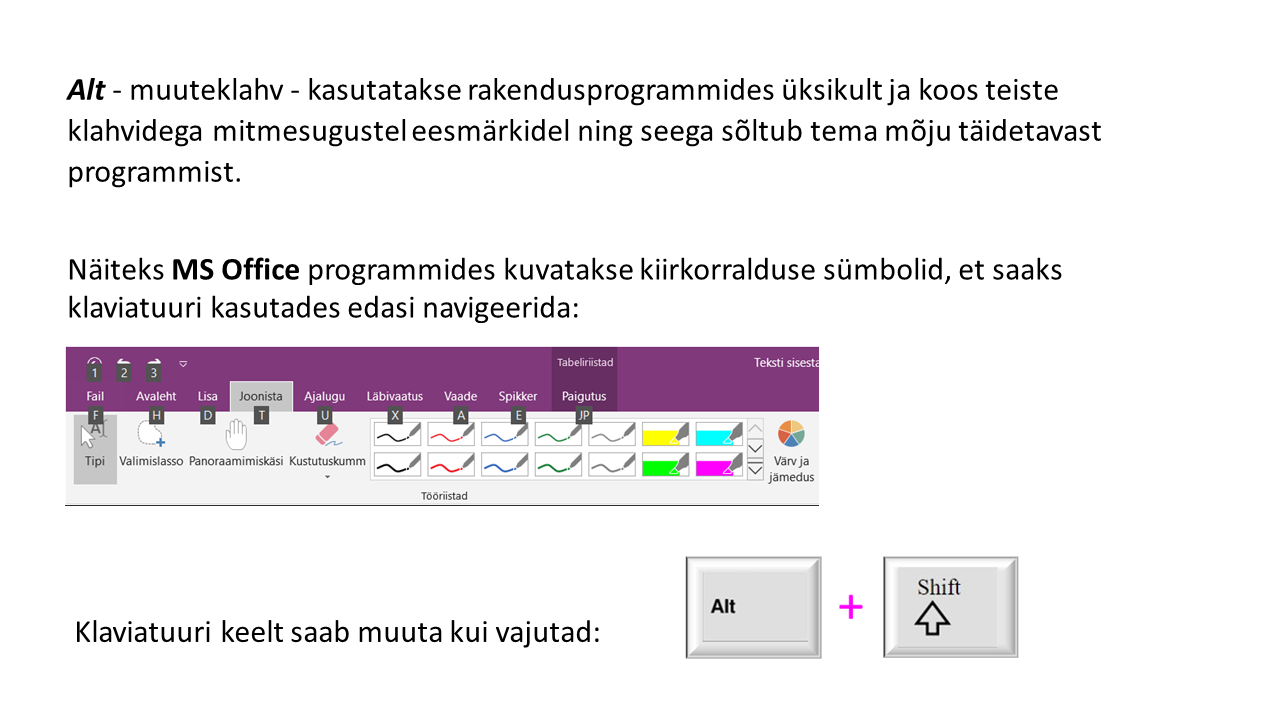 Alt - muuteklahv - kasutatakse rakendusprogrammides üksikult ja koos teiste
klahvidega mitmesugustel eesmärkidel ning seega sõltub tema mõju täidetavast
programmist.
Näiteks MS Office programmides kuvatakse kiirkorralduse sümbolid, et saaks
klaviatuuri kasutades edasi navigeerida:
Tabeliriistad Teksti sisesta
1 2 3
Fail Avaleht Lisa Joonista Ajalugu Läbivaatus Vaade Spikker Paigutus
F H D T U X A E JP
Tipi Valimislasso Panoraamimiskäsi Kustutuskumm Värv ja
jämedus
Tööriistad
Klaviatuuri keelt saab muuta kui vajutad:
Alt + Shift